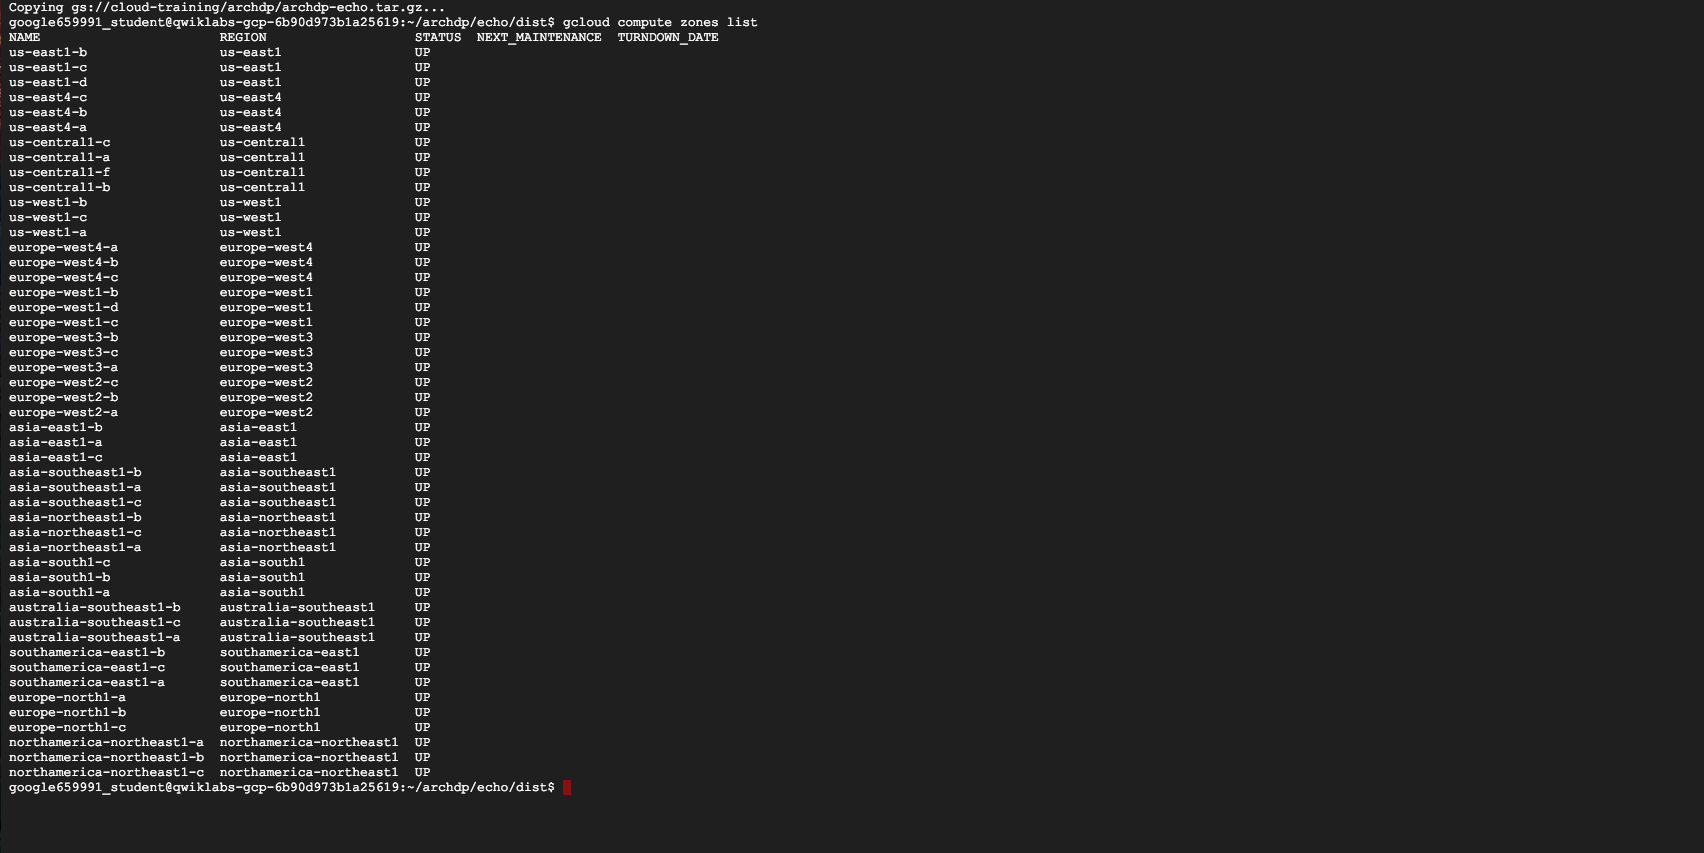 Copying gs://cloud-training/archdp/archdp-echo.tar.gz...
google659991_student@qwiklabs-gcp-6b90d973b1a25619:~/archdp/echo/dist$ gcloud compute zones list
NAME REGION STATUS NEXT_MAINTENANCE TURNDOWN_DATE
us-east1-b us-east1 UP
us-east1-c us-east1 UP
us-east1-d us-east1 UP
us-east4-c us-east4 UP
us-east4-b us-east4 UP
us-east4-a us-east4 UP
us-central1-c us-central1 UP
us-central1-a us-central1 UP
us-central1-f us-central1 UP
us-central1-b us-central1 UP
us-west1-b us-west1 UP
us-west1-c us-west1 UP
us-west1-a us-west1 UP
europe-west4-a europe-west4 UP
europe-west4-b europe-west4 UP
europe-west4-c europe-west4 UP
europe-west1-b europe-west1 UP
europe-west1-d europe-west1 UP
europe-west1-c europe-west1 UP
europe-west3-b europe-west3 UP
europe-west3-c europe-west3 UP
europe-west3-a europe-west3 UP
europe-west2-c europe-west2 UP
europe-west2-b europe-west2 UP
europe-west2-a europe-west2 UP
asia-east1-b asia-east1 UP
asia-east1-a asia-east1 UP
asia-east1-c asia-east1 UP
asia-southeast1-b asia-southeast1 UP
asia-southeast1-a asia-southeast1 UP
asia-southeast1-c asia-southeast1 UP
asia-northeast1-b asia-northeast1 UP
asia-northeast1-c asia-northeast1 UP
asia-northeast1-a asia-northeast1 UP
asia-south1-c asia-south1 UP
asia-south1-b asia-south1 UP
asia-south1-a asia-south1 UP
australia-southeast1-b australia-southeast1 UP
australia-southeast1-c australia-southeast1 UP
australia-southeast1-a australia-southeast1 UP
southamerica-east1-b southamerica-east1 UP
southamerica-east1-c southamerica-east1 UP
southamerica-east1-a southamerica-east1 UP
europe-north1-a europe-north1 UP
europe-north1-b europe-north1 UP
europe-north1-c europe-north1 UP
northamerica-northeast1-a northamerica-northeast1 UP
northamerica-northeast1-b northamerica-northeast1 UP
northamerica-northeast1-c northamerica-northeast1 UP
google659991_student@qwiklabs-gcp-6b90d973b1a25619:~/archdp/echo/dist$